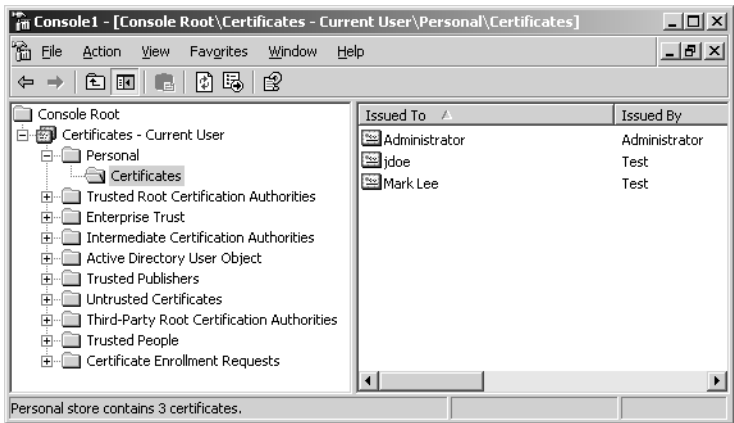 Console1 - [Console Root\Certificates - Current User\Personal\Certificates]
File Action View Favorites Window Help
Console Root
Certificates - Current User
Personal
Certificates
Trusted Root Certification Authorities
Enterprise Trust
Intermediate Certification Authorities
Active Directory User Object
Trusted Publishers
Untrusted Certificates
Third-Party Root Certification Authorities
Trusted People
Certificate Enrollment Requests
Issued To Issued By
Administrator Administrator
jdoe Test
Mark Lee Test
Personal store contains 3 certificates.